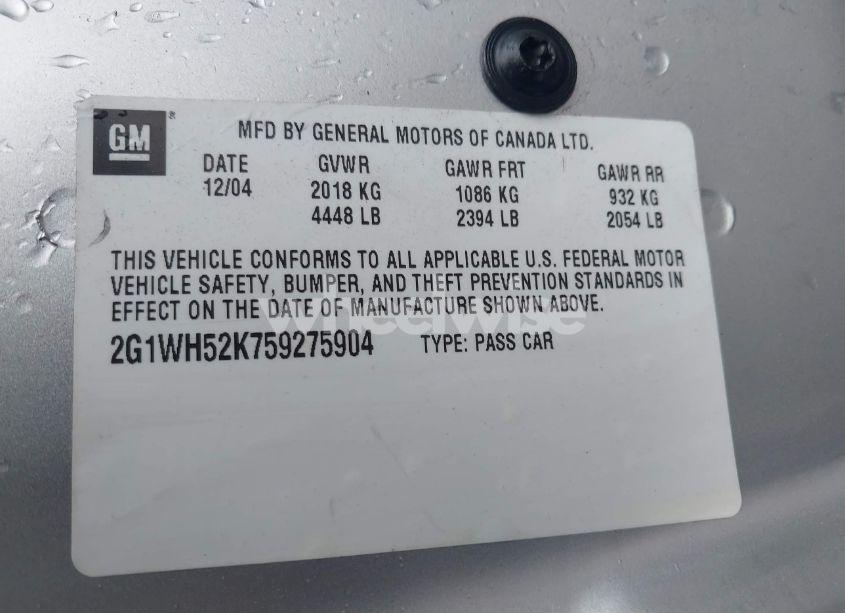 GM
MFD BY GENERAL MOTORS OF CANADA LTD.
DATE GVWR GAWR FRT GAWR RR
12/04 2018 KG 1086 KG 932 KG
4448 LB 2394 LB 2054 LB
THIS VEHICLE CONFORMS TO ALL APPLICABLE U.S. FEDERAL MOTOR
VEHICLE SAFETY, BUMPER, AND THEFT PREVENTION STANDARDS IN
EFFECT ON THE DATE OF MANUFACTURE SHOWN ABOVE.
wheelwise
2G1WH52K759275904 TYPE: PASS CAR